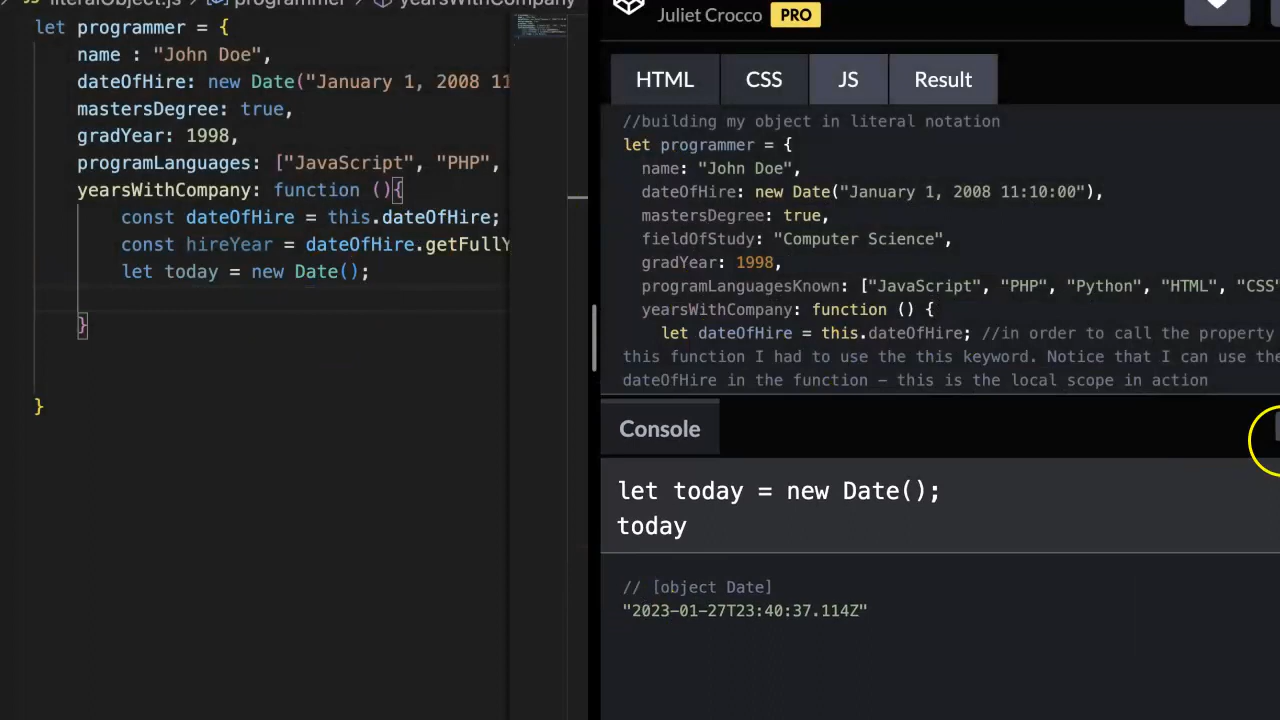 literalObject.js > programmer > yearsWithCompany
let programmer = {
name : "John Doe",
dateOfHire: new Date("January 1, 2008 11
mastersDegree: true,
gradYear: 1998,
programLanguages: ["JavaScript", "PHP",
yearsWithCompany: function (){
const dateOfHire = this.dateOfHire;
const hireYear = dateOfHire.getFullY
let today = new Date();
}
}
Juliet Crocco PRO
HTML CSS JS Result
//building my object in literal notation
let programmer = {
name: "John Doe",
dateOfHire: new Date("January 1, 2008 11:10:00"),
mastersDegree: true,
fieldOfStudy: "Computer Science",
gradYear: 1998,
programLanguagesKnown: ["JavaScript", "PHP", "Python", "HTML", "CSS"
yearsWithCompany: function () {
let dateOfHire = this.dateOfHire; //in order to call the property
this function I had to use the this keyword. Notice that I can use the
dateOfHire in the function - this is the local scope in action
Console
let today = new Date();
today
// [object Date]
"2023-01-27T23:40:37.114Z"